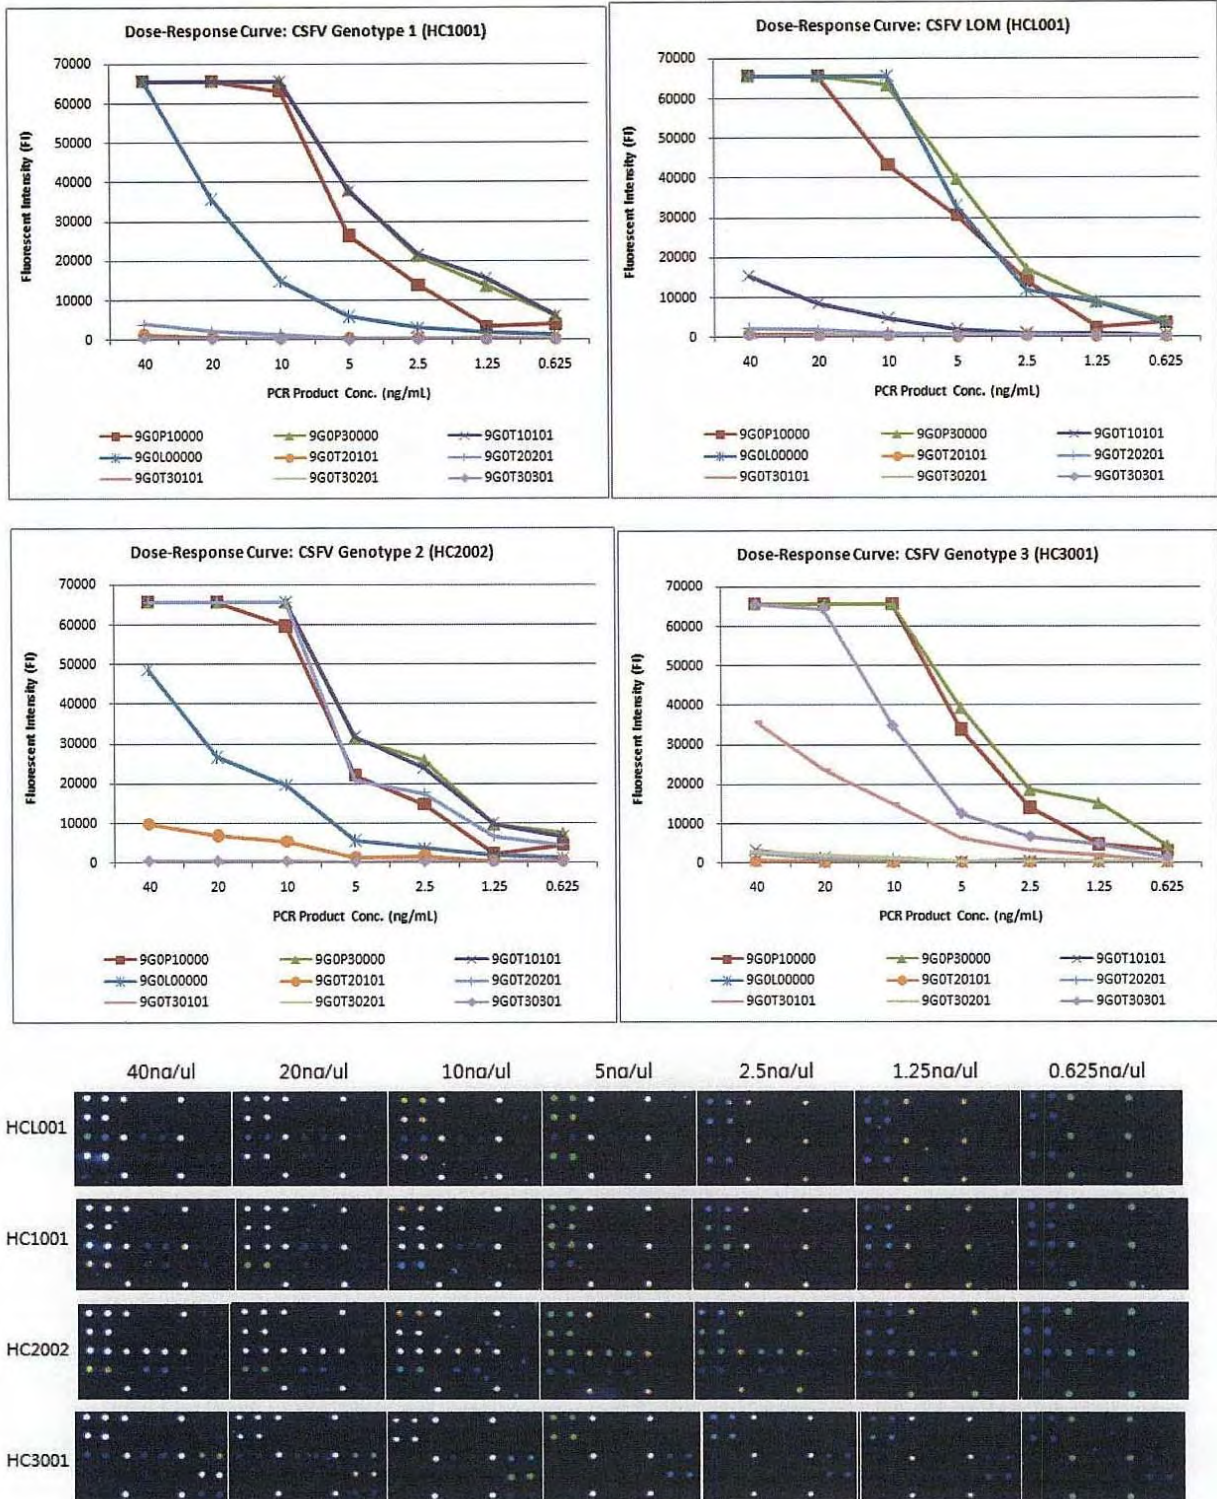 Dose-Response Curve: CSFV Genotype 1 (HC1001)
Fluorescent Intensity (FI)
70000
60000
50000
40000
30000
20000
10000
0
40 20 10 5 2.5 1.25 0.625
PCR Product Conc. (ng/mL)
9G0P10000 9G0P30000 9G0T10101
9G0L00000 9G0T20101 9G0T20201
9G0T30101 9G0T30201 9G0T30301
Dose-Response Curve: CSFV LOM (HCL001)
Fluorescent Intensity (FI)
70000
60000
50000
40000
30000
20000
10000
0
40 20 10 5 2.5 1.25 0.625
PCR Product Conc. (ng/mL)
9G0P10000 9G0P30000 9G0T10101
9G0L00000 9G0T20101 9G0T20201
9G0T30101 9G0T30201 9G0T30301
Dose-Response Curve: CSFV Genotype 2 (HC2002)
Fluorescent Intensity (FI)
70000
60000
50000
40000
30000
20000
10000
0
40 20 10 5 2.5 1.25 0.625
PCR Product Conc. (ng/mL)
9G0P10000 9G0P30000 9G0T10101
9G0L00000 9G0T20101 9G0T20201
9G0T30101 9G0T30201 9G0T30301
Dose-Response Curve: CSFV Genotype 3 (HC3001)
Fluorescent Intensity (FI)
70000
60000
50000
40000
30000
20000
10000
0
40 20 10 5 2.5 1.25 0.625
PCR Product Conc. (ng/mL)
9G0P10000 9G0P30000 9G0T10101
9G0L00000 9G0T20101 9G0T20201
9G0T30101 9G0T30201 9G0T30301
40na/ul 20na/ul 10na/ul 5na/ul 2.5na/ul 1.25na/ul 0.625na/ul
HCL001
HC1001
HC2002
HC3001